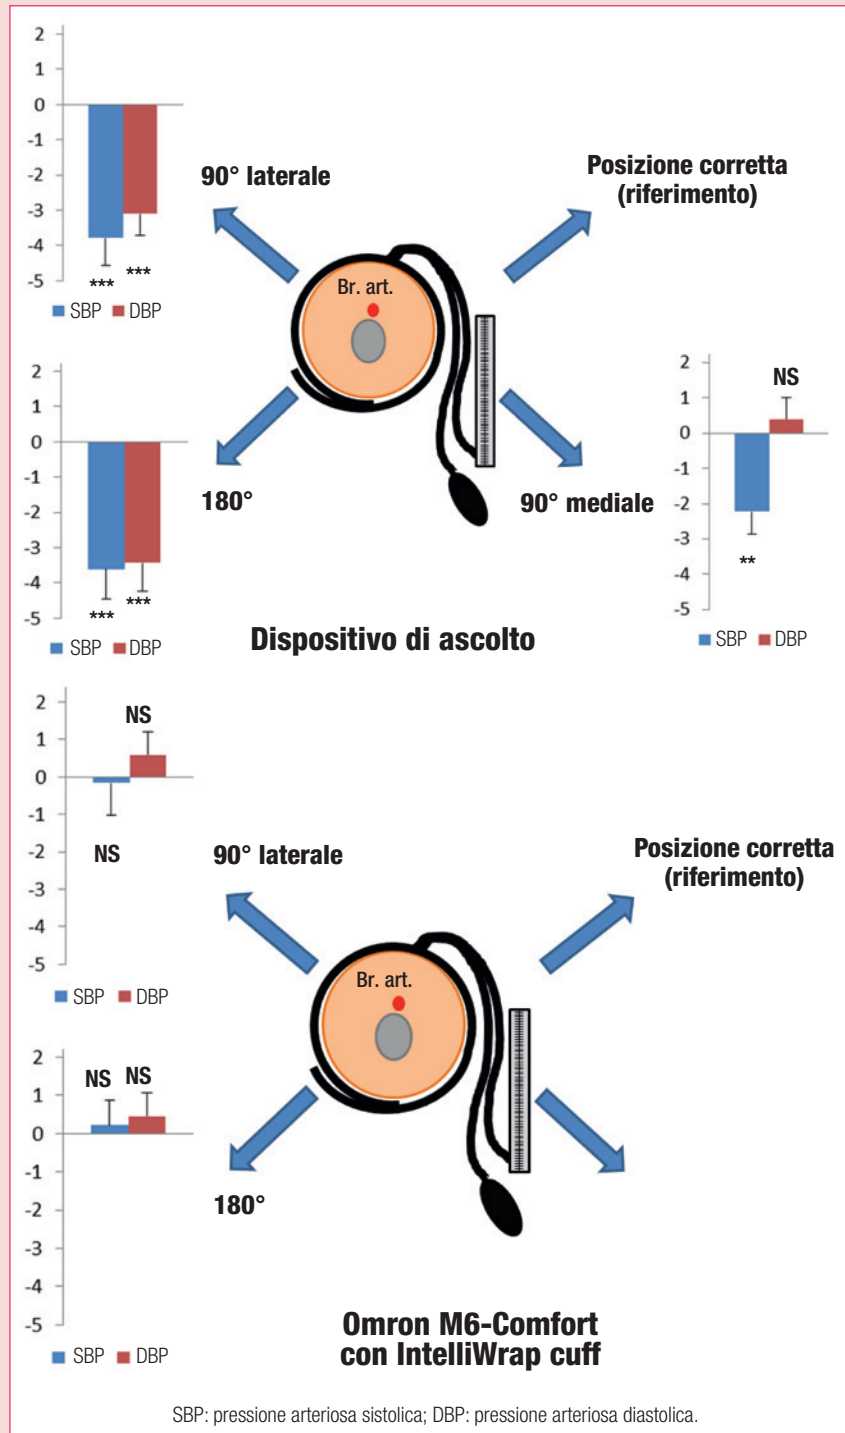 2
1
0
-1
-2
-3
-4
-5
*** ***
SBP DBP
90° laterale
Posizione corretta
(riferimento)
Br. art.
2
1
0
-1
-2
-3
-4
-5
*** ***
SBP DBP
180°
90° mediale
2
1
0
-1
-2
-3
-4
-5
NS
**
SBP DBP
Dispositivo di ascolto
2
1
0
-1
-2
-3
-4
-5
NS
NS
SBP DBP
90° laterale
Posizione corretta
(riferimento)
Br. art.
2
1
0
-1
-2
-3
-4
-5
NS NS
SBP DBP
180°
Omron M6-Comfort
con IntelliWrap cuff
SBP: pressione arteriosa sistolica; DBP: pressione arteriosa diastolica.